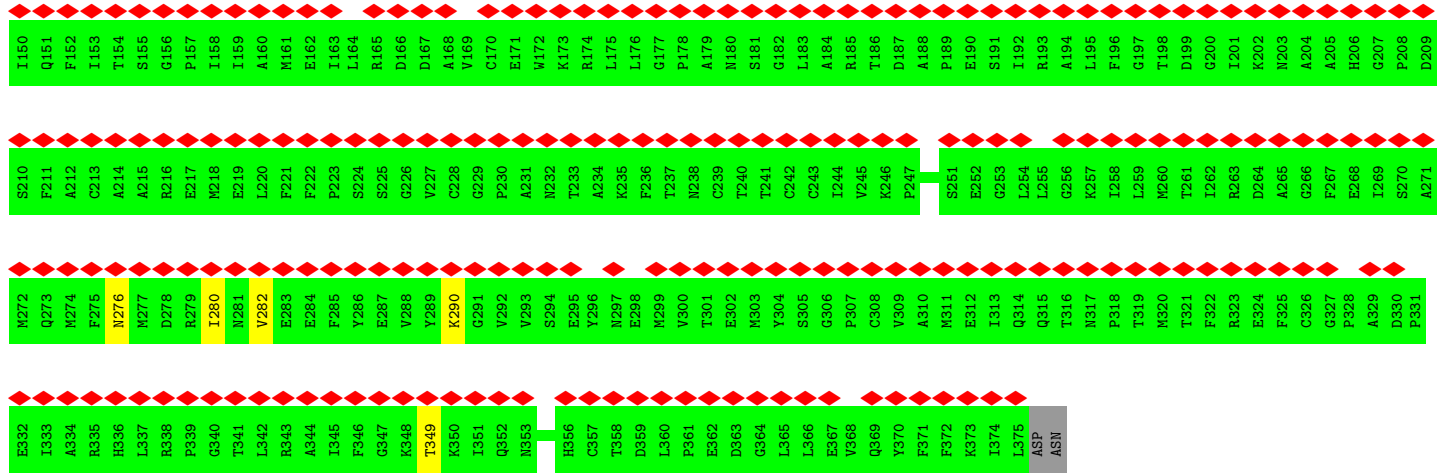 I150 Q151 F152 I153 T154 S155 G156 P157 I158 I159 A160 M161 E162 I163 L164 R165 D166 D167 A168 V169 C170 E171 W172 K173 R174 L175 L176 G177 P178 A179 N180 S181 G182 L183 A184 R185 T186 D187 A188 P189 E190 S191 I192 R193 A194 L195 F196 G197 T198 D199 G200 I201 K202 N203 A204 A205 H206 G207 P208 D209
S210 F211 A212 C213 A214 A215 R216 E217 M218 E219 L220 F221 F222 P223 S224 S225 G226 V227 C228 G229 P230 A231 N232 T233 A234 K235 F236 T237 N238 C239 T240 T241 C242 C243 I244 V245 K246 P247 S251 E252 G253 L254 L255 G256 K257 I258 L259 M260 T261 I262 R263 D264 A265 G266 F267 E268 I269 S270 A271
M272 Q273 M274 F275 N276 M277 D278 R279 I280 N281 V282 E283 E284 F285 Y286 E287 V288 Y289 K290 G291 V292 V293 S294 E295 Y296 N297 E298 M299 V300 T301 E302 M303 Y304 S305 G306 P307 C308 V309 A310 M311 E312 I313 Q314 Q315 T316 N317 P318 T319 M320 T321 F322 R323 E324 F325 C326 G327 P328 A329 D330 P331
E332 I333 A334 R335 H336 L337 R338 P339 G340 T341 L342 R343 A344 I345 F346 G347 K348 T349 K350 I351 Q352 N353 H356 C357 T358 D359 L360 P361 E362 D363 G364 L365 L366 E367 V368 Q369 Y370 F371 F372 K373 I374 L375 ASP ASN